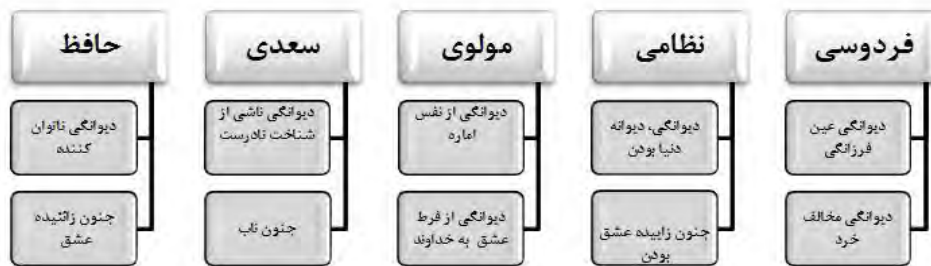 فردوسی
دیوانگی عین
فرزانگی
دیوانگی مخالف
خرد
نظامی
دیوانگی، دیوانه
دنیا بودن
جنون زاییده عشق
بودن
مولوی
دیوانگی از نفس
اماره
دیوانگی از فرط
عشق به خداوند
سعدی
دیوانگی ناشی از
شناخت نادرست
جنون ناب
حافظ
دیوانگی ناتوان
کننده
جنون زائیده
عشق